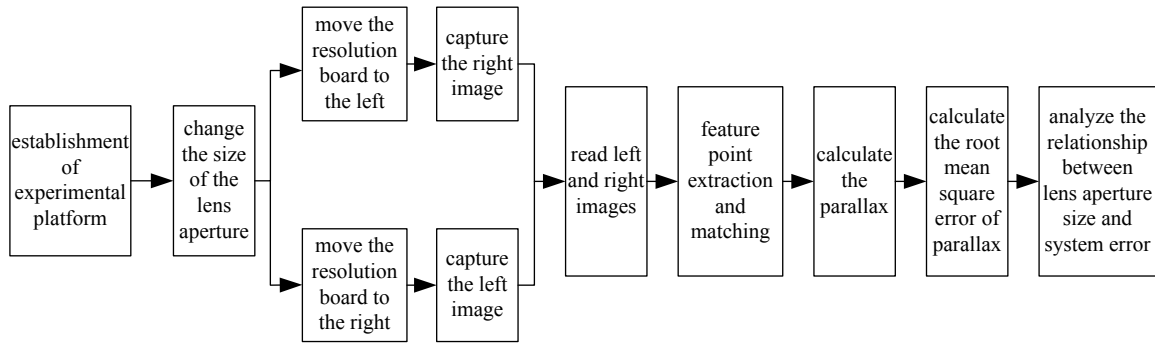 establishment
of
experimental
platform
change
the size
of the
lens
aperture
move the
resolution
board to
the left
capture
the right
image
move the
resolution
board to
the right
capture
the left
image
read left
and right
images
feature
point
extraction
and
matching
calculate
the
parallax
calculate
the root
mean
square
error of
parallax
analyze the
relationship
between
lens aperture
size and
system error